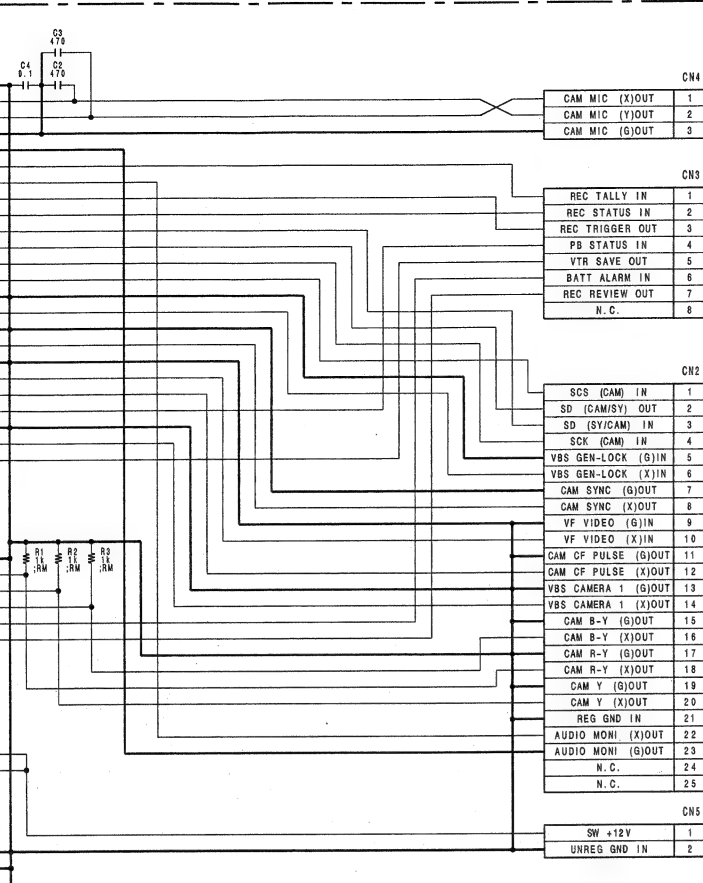 C3
470
C4
0.1
C2
470
CN4
CAM MIC (X)OUT 1
CAM MIC (Y)OUT 2
CAM MIC (G)OUT 3
CN3
REC TALLY IN 1
REC STATUS IN 2
REC TRIGGER OUT 3
PB STATUS IN 4
VTR SAVE OUT 5
BATT ALARM IN 6
REC REVIEW OUT 7
N.C. 8
CN2
SCS (CAM) IN 1
SD (CAM/SY) OUT 2
SD (SY/CAM) IN 3
SCK (CAM) IN 4
VBS GEN-LOCK (G)IN 5
VBS GEN-LOCK (X)IN 6
CAM SYNC (G)OUT 7
CAM SYNC (X)OUT 8
VF VIDEO (G)IN 9
VF VIDEO (X)IN 10
CAM CF PULSE (G)OUT 11
CAM CF PULSE (X)OUT 12
VBS CAMERA 1 (G)OUT 13
VBS CAMERA 1 (X)OUT 14
CAM B-Y (G)OUT 15
CAM B-Y (X)OUT 16
CAM R-Y (G)OUT 17
CAM R-Y (X)OUT 18
CAM Y (G)OUT 19
CAM Y (X)OUT 20
REG GND IN 21
AUDIO MONI (X)OUT 22
AUDIO MONI (G)OUT 23
N.C. 24
N.C. 25
R1
1k
;RM
R2
1k
;RM
R3
1k
;RM
CN5
SW +12V 1
UNREG GND IN 2